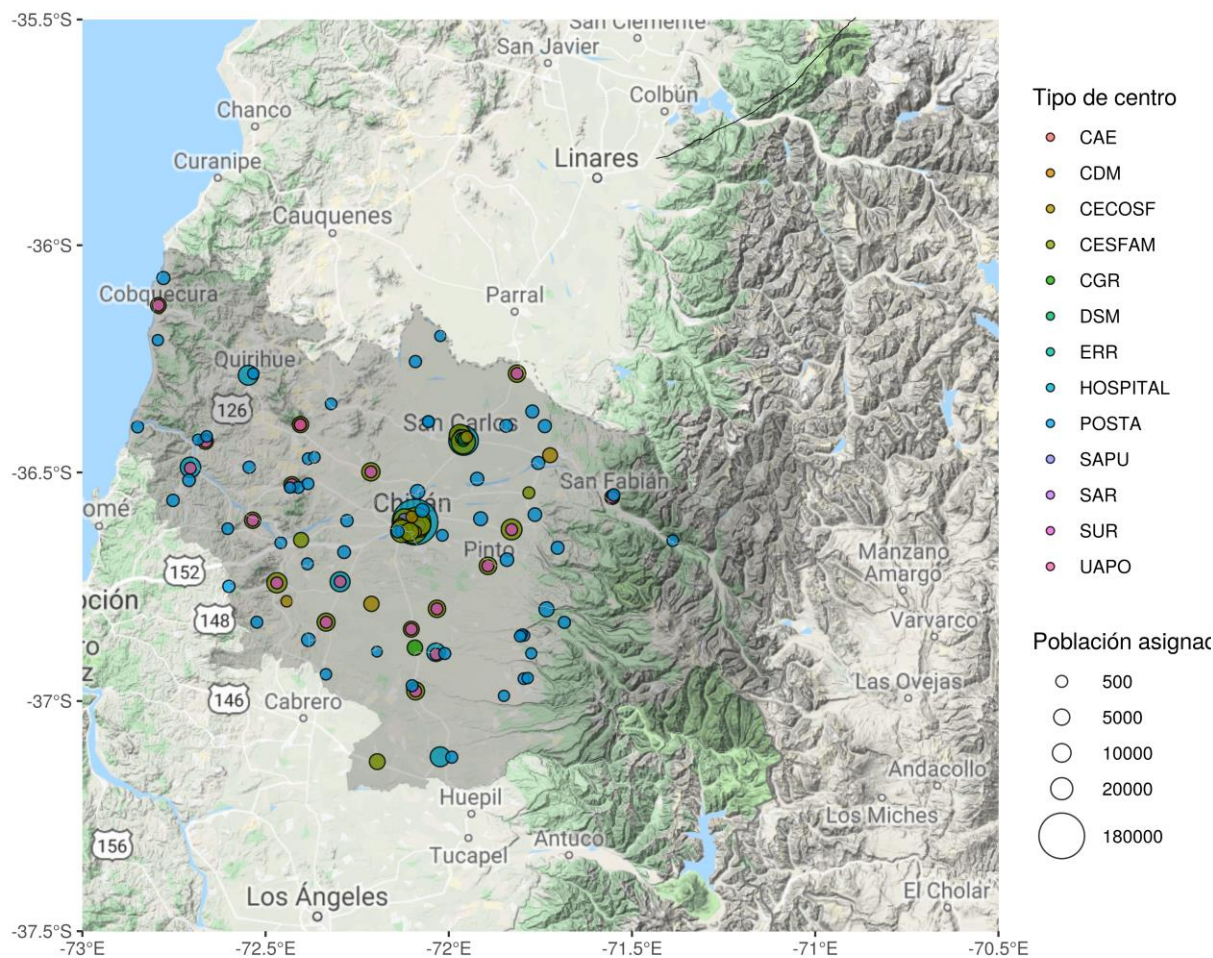 -35.5°S
-36°S
-36.5°S
-37°S
-37.5°S
-73°E
-72.5°E
-72°E
-71.5°E
-71°E
-70.5°E
San Clemente
San Javier
Colbún
Chanco
Linares
Curanipe
Cauquenes
Parral
Cobquecura
Quirihue
126
San Carlos
San Fabián
Chillán
Pinto
152
Manzano
Amargo
148
Varvarco
146
Las Ovejas
Cabrero
Andacollo
Huepil
Los Miches
156
Tucapel
Antuco
Los Ángeles
El Cholar
Tipo de centro
CAE
CDM
CECOSF
CESFAM
CGR
DSM
ERR
HOSPITAL
POSTA
SAPU
SAR
SUR
UAPO
Población asignad
500
5000
10000
20000
180000